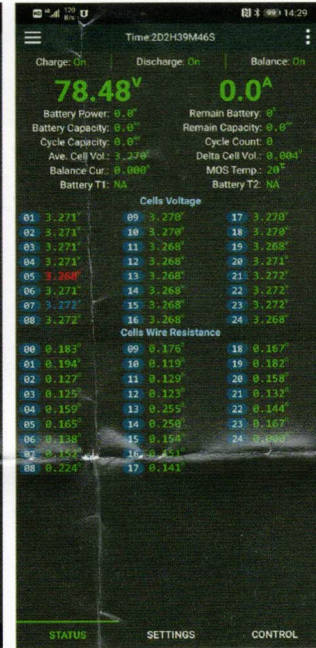 14:29
Time:2D2H39M46S
Charge: On Discharge: On Balance: On
78.48V 0.0A
Battery Power: 0.0 Remain Battery: 0
Battery Capacity: 0.0 Remain Capacity: 0.0
Cycle Capacity: 0.0 Cycle Count: 0
Ave. Cell Vol.: 3.270 Delta Cell Vol.: 0.004
Balance Cur.: 0.000 MOS Temp.: 20
Battery T1: NA Battery T2: NA
Cells Voltage
01 3.271 09 3.270 17 3.270
02 3.271 10 3.270 18 3.270
03 3.271 11 3.268 19 3.268
04 3.271 12 3.268 20 3.271
05 3.268 13 3.268 21 3.272
06 3.271 14 3.268 22 3.272
07 3.272 15 3.268 23 3.272
08 3.272 16 3.268 24 3.268
Cells Wire Resistance
00 0.183 09 0.176 18 0.167
01 0.194 10 0.119 19 0.182
02 0.127 11 0.129 20 0.158
03 0.125 12 0.123 21 0.132
04 0.159 13 0.255 22 0.144
05 0.165 14 0.250 23 0.167
06 0.138 15 0.154 24 0.000
07 0.152 16 0.151
08 0.224 17 0.141
STATUS SETTINGS CONTROL